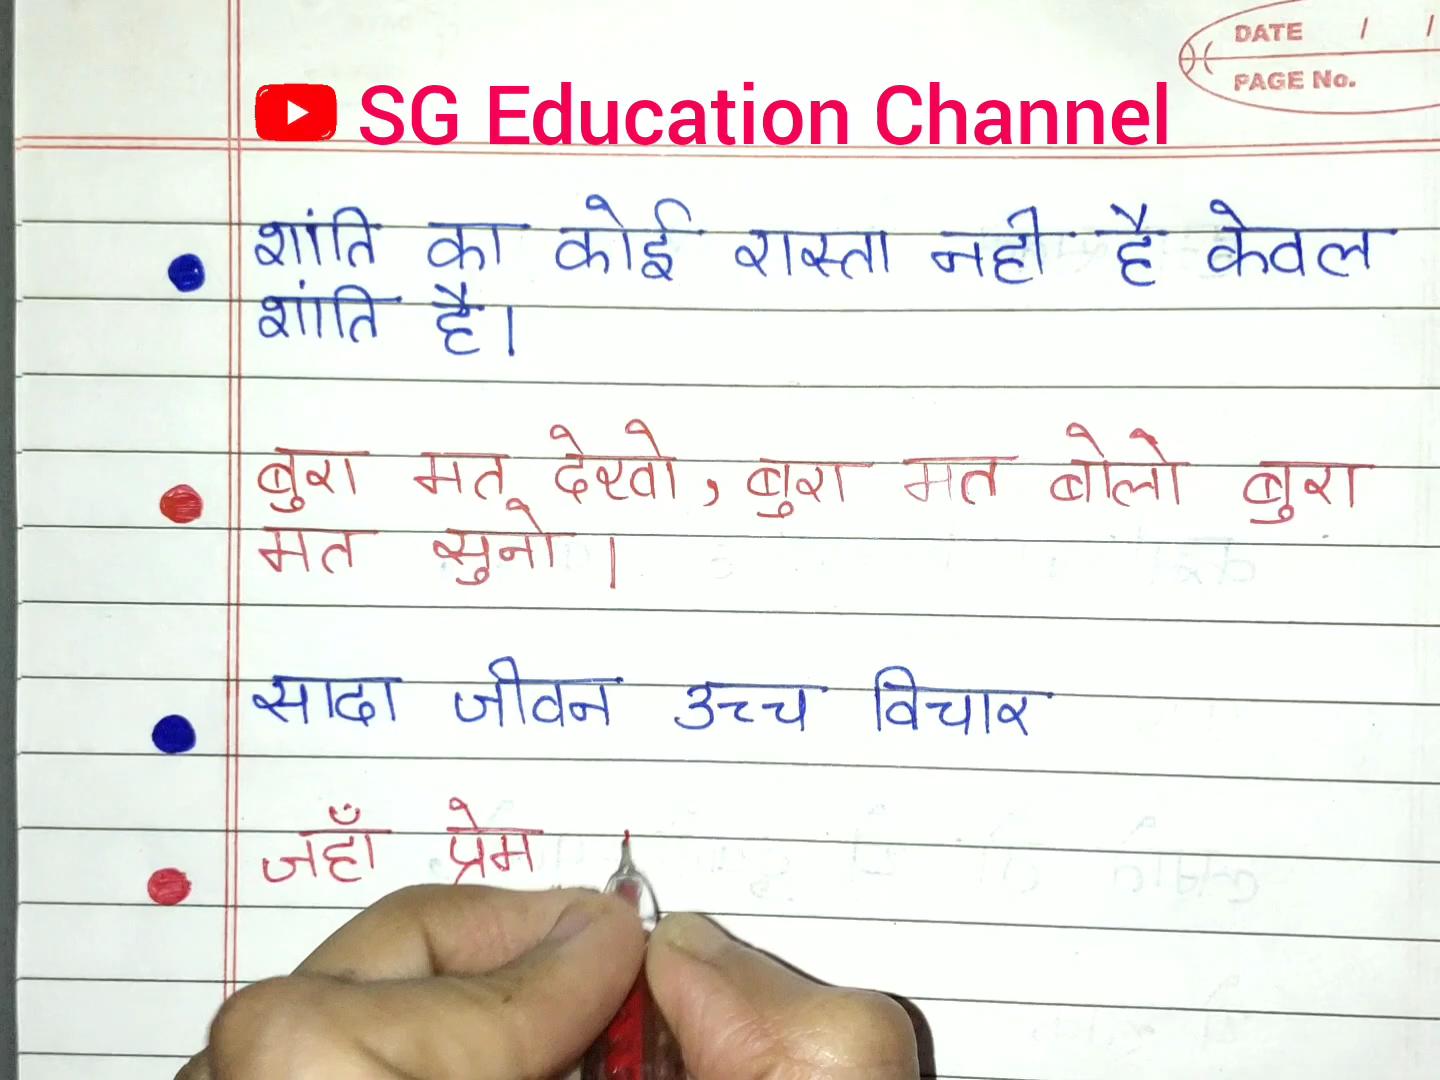 DATE / /
PAGE No.
SG Education Channel
शांति का कोई रास्ता नही है केवल
शांति है।
बुरा मत देखो, बुरा मत बोलो बुरा
मत सुनो।
सादा जीवन उच्च विचार
जहाँ प्रेम